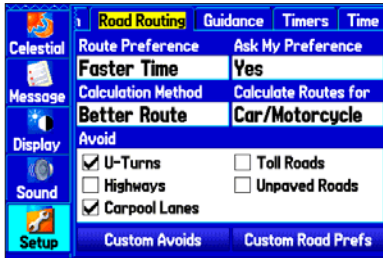 Road Routing Guidance Timers Time
Celestial
Route Preference Ask My Preference
Faster Time Yes
Message
Calculation Method Calculate Routes for
Better Route Car/Motorcycle
Display
Avoid
U-Turns Toll Roads
Sound
Highways Unpaved Roads
Carpool Lanes
Setup
Custom Avoids Custom Road Prefs